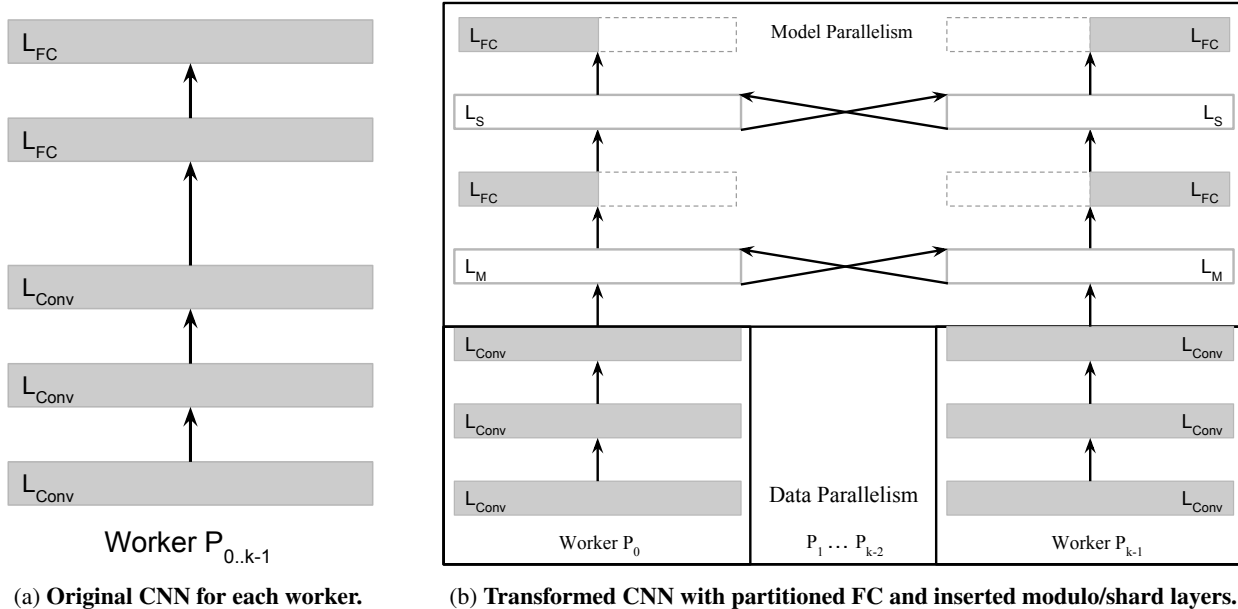 L_FC
L_FC
L_Conv
L_Conv
L_Conv
Worker P_0..k-1
(a) Original CNN for each worker.
L_FC Model Parallelism L_FC
L_S L_S
L_FC L_FC
L_M L_M
L_Conv L_Conv
L_Conv L_Conv
L_Conv Data Parallelism L_Conv
Worker P_0 P_1 … P_k-2 Worker P_k-1
(b) Transformed CNN with partitioned FC and inserted modulo/shard layers.